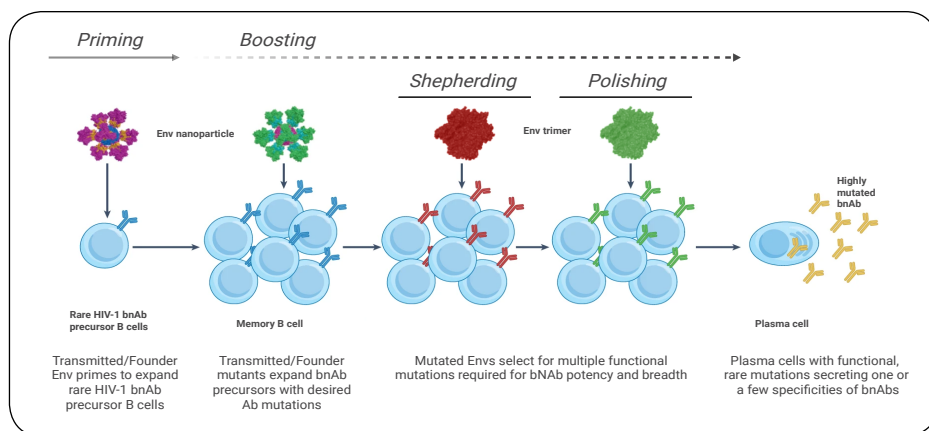 Priming
Boosting
Shepherding
Polishing
Env nanoparticle
Env trimer
Highly
mutated
bnAb
Rare HIV-1 bnAb
precursor B cells
Memory B cell
Plasma cell
Transmitted/Founder
Env primes to expand
rare HIV-1 bnAb
precursor B cells
Transmitted/Founder
mutants expand bnAb
precursors with desired
Ab mutations
Mutated Envs select for multiple functional
mutations required for bNAb potency and breadth
Plasma cells with functional,
rare mutations secreting one or
a few specificities of bnAbs